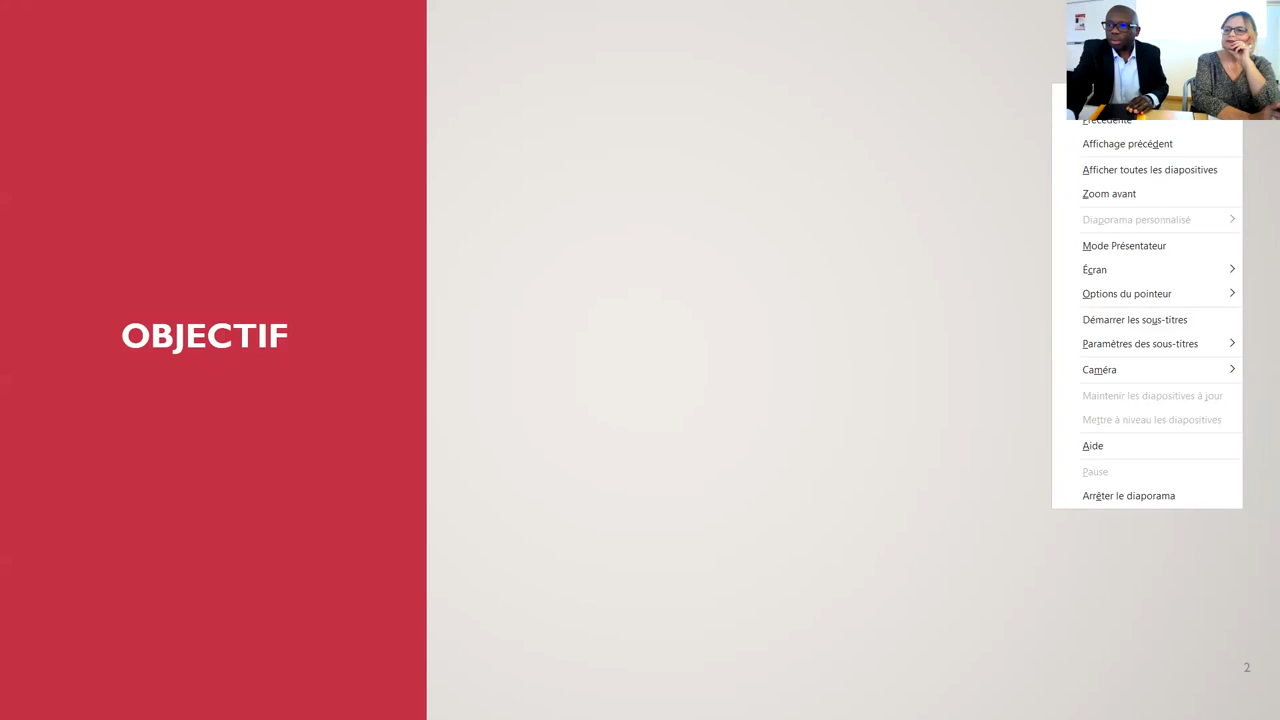 OBJECTIF
Précédente
Affichage précédent
Afficher toutes les diapositives
Zoom avant
Diaporama personnalisé
Mode Présentateur
Écran
Options du pointeur
Démarrer les sous-titres
Paramètres des sous-titres
Caméra
Maintenir les diapositives à jour
Mettre à niveau les diapositives
Aide
Pause
Arrêter le diaporama
2